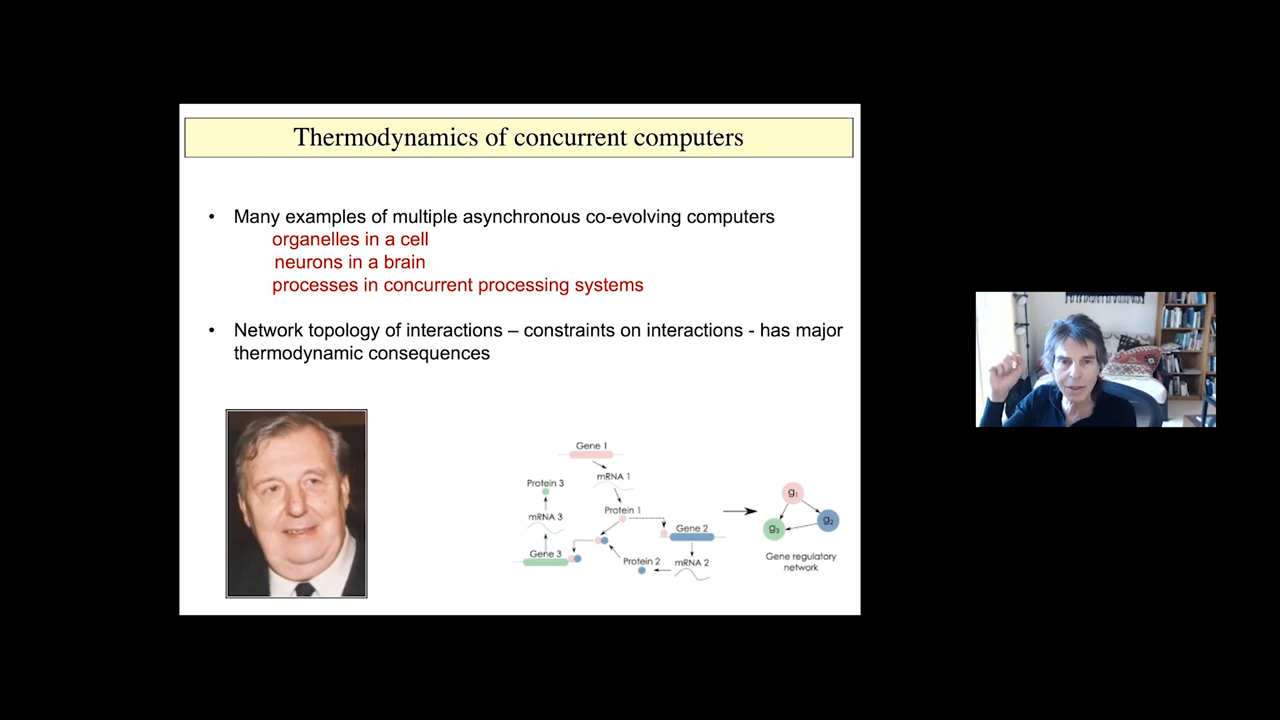 Thermodynamics of concurrent computers
• Many examples of multiple asynchronous co-evolving computers
organelles in a cell
neurons in a brain
processes in concurrent processing systems
• Network topology of interactions – constraints on interactions - has major
thermodynamic consequences
Gene 1
mRNA 1
Protein 3
Protein 1
mRNA 3
Gene 2
Gene 3
Protein 2
mRNA 2
g₁
g₂
g₃
Gene regulatory
network